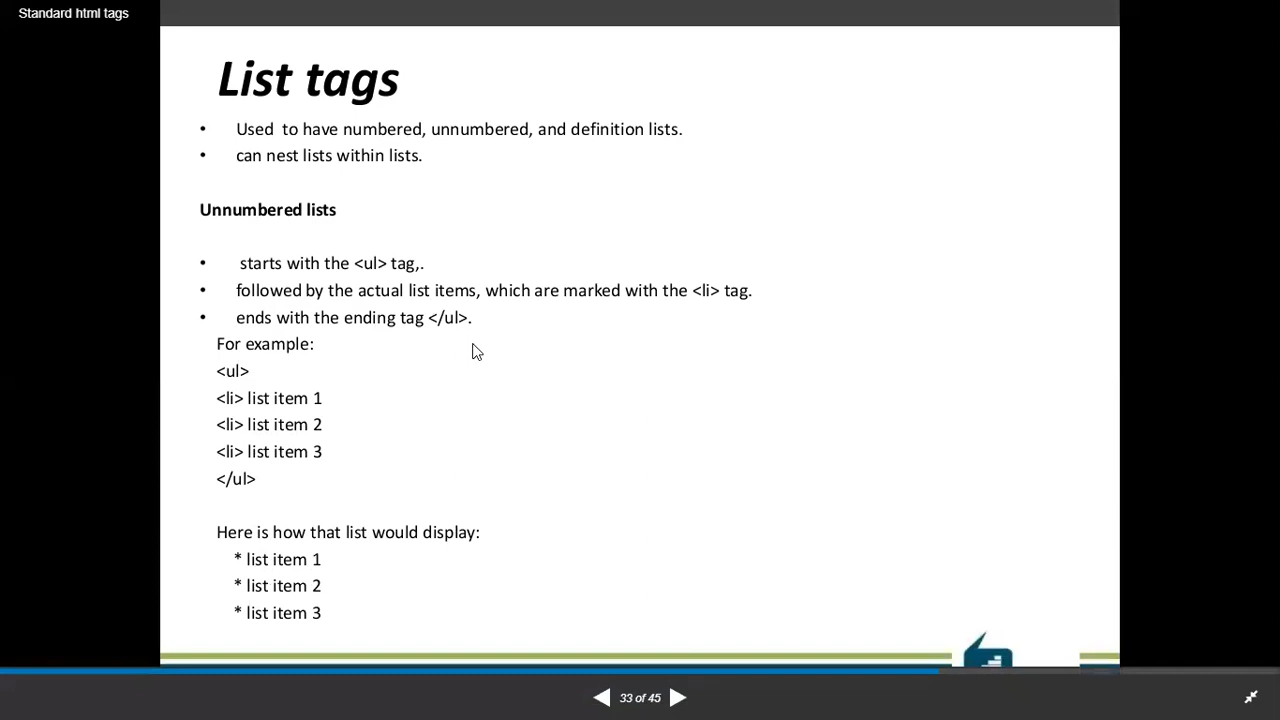 Standard html tags
List tags
• Used to have numbered, unnumbered, and definition lists.
• can nest lists within lists.
Unnumbered lists
• starts with the <ul> tag,.
• followed by the actual list items, which are marked with the <li> tag.
• ends with the ending tag </ul>.
For example:
<ul>
<li> list item 1
<li> list item 2
<li> list item 3
</ul>
Here is how that list would display:
* list item 1
* list item 2
* list item 3
33 of 45